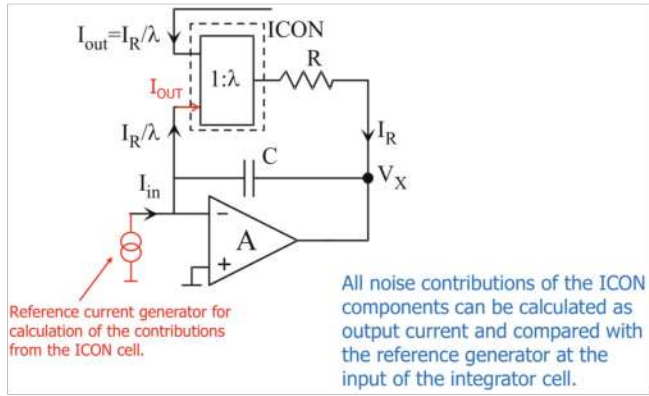 I_out=I_R/λ
ICON
R
1:λ
I_OUT
I_R/λ
I_R
C
V_X
I_in
−
A
+
Reference current generator for
calculation of the contributions
from the ICON cell.
All noise contributions of the ICON
components can be calculated as
output current and compared with
the reference generator at the
input of the integrator cell.